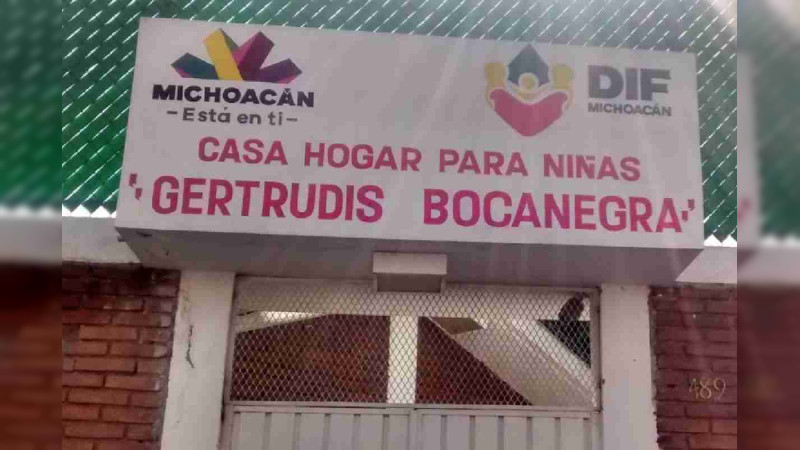 MICHOACÁN
-Está en ti-
DIF
MICHOACÁN
CASA HOGAR PARA NIÑAS
"GERTRUDIS BOCANEGRA"
489